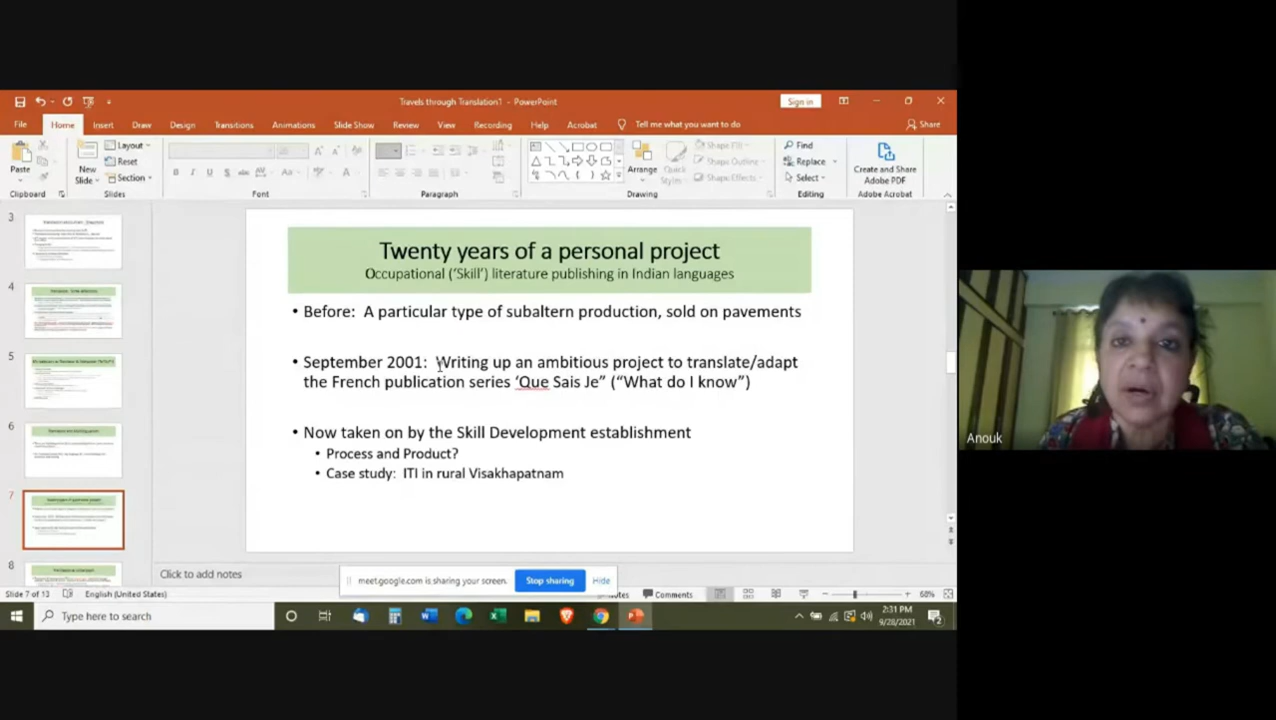 Travels through Translation1 - PowerPoint
Sign in
File Home Insert Draw Design Transitions Animations Slide Show Review View Recording Help Acrobat Tell me what you want to do Share
Paste
New
Slide
Layout
Reset
Section
Arrange
Quick
Styles
Shape Fill
Shape Outline
Shape Effects
Find
Replace
Select
Create and Share
Adobe PDF
Clipboard Slides Font Paragraph Drawing Editing Adobe Acrobat
3
4
5
6
7
8
Twenty years of a personal project
Occupational ('Skill') literature publishing in Indian languages
• Before: A particular type of subaltern production, sold on pavements
• September 2001: Writing up an ambitious project to translate/adapt
the French publication series 'Que Sais Je" ("What do I know")
• Now taken on by the Skill Development establishment
• Process and Product?
• Case study: ITI in rural Visakhapatnam
Click to add notes
meet.google.com is sharing your screen. Stop sharing Hide
Slide 7 of 13 English (United States) Comments 68%
Type here to search
2:31 PM
9/28/2021
Anouk